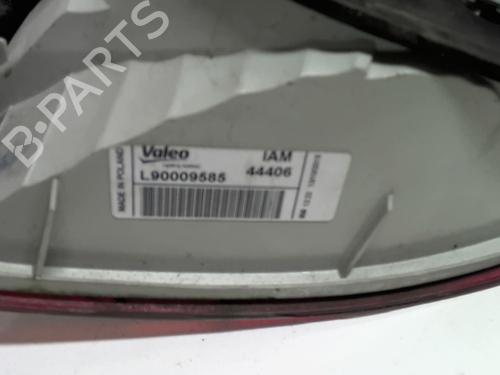 B-PARTS
MADE IN POLAND
Valeo
IAM
L90009585
44406